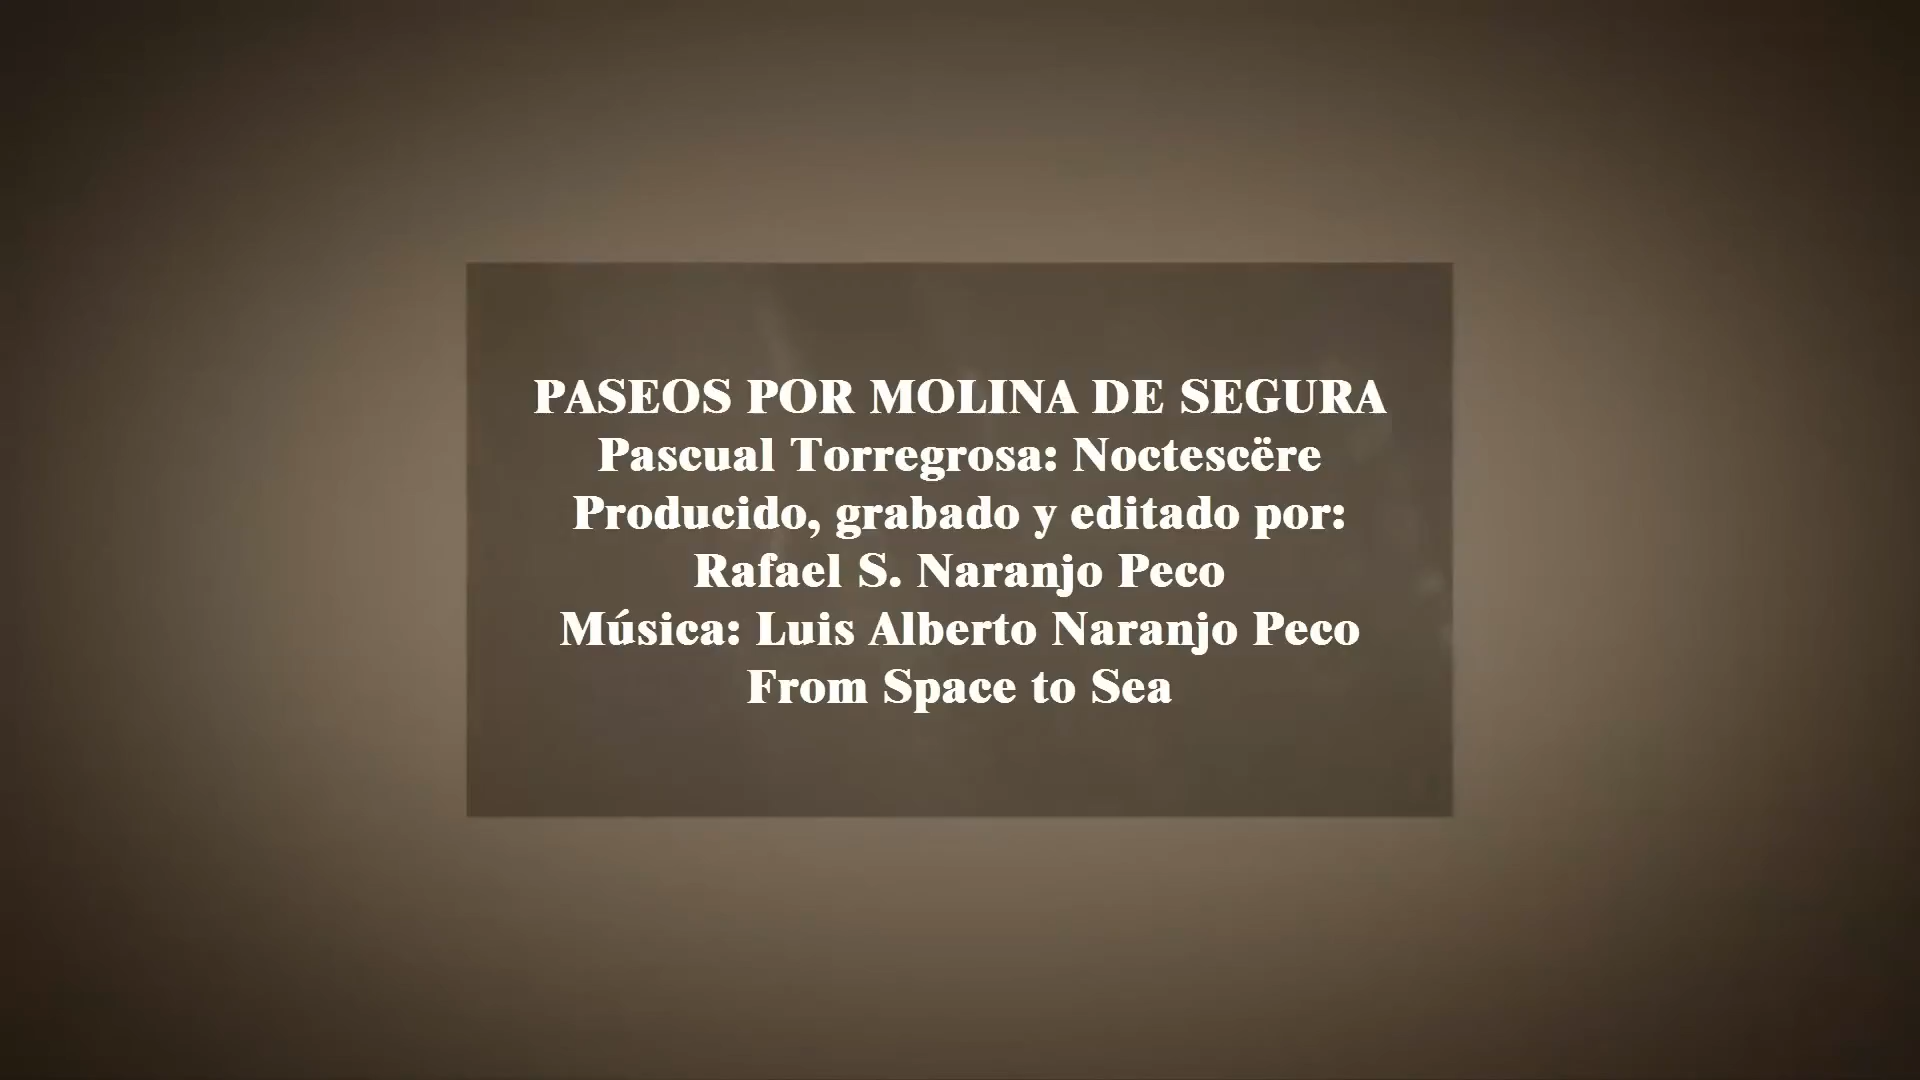 PASEOS POR MOLINA DE SEGURA
Pascual Torregrosa: Noctescëre
Producido, grabado y editado por:
Rafael S. Naranjo Peco
Música: Luis Alberto Naranjo Peco
From Space to Sea